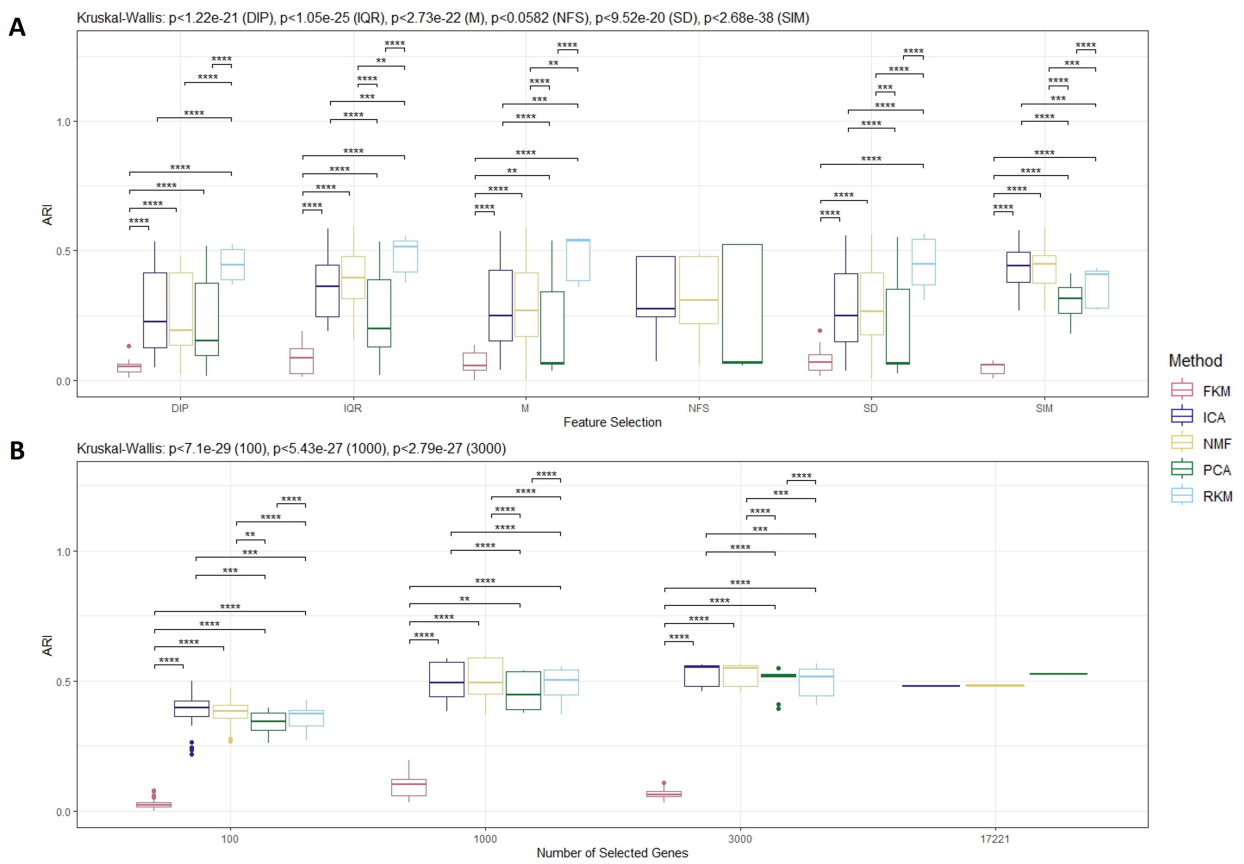 A
Kruskal-Wallis: p<1.22e-21 (DIP), p<1.05e-25 (IQR), p<2.73e-22 (M), p<0.0582 (NFS), p<9.52e-20 (SD), p<2.68e-38 (SIM)
**** **** **** **** **** **** ****
**** **** **** **** *** **** ** ****
**** **** ** **** **** *** **** ** ****
**** **** **** **** **** *** **** ****
**** **** **** **** *** **** *** ****
ARI
1.0
0.5
0.0
DIP IQR M NFS SD SIM
Feature Selection
B
Kruskal-Wallis: p<7.1e-29 (100), p<5.43e-27 (1000), p<2.79e-27 (3000)
**** **** **** **** *** *** ** **** ****
**** **** ** **** **** **** **** **** ****
**** **** **** **** **** *** **** *** ****
ARI
1.0
0.5
0.0
100 1000 3000 17221
Number of Selected Genes
Method
FKM
ICA
NMF
PCA
RKM